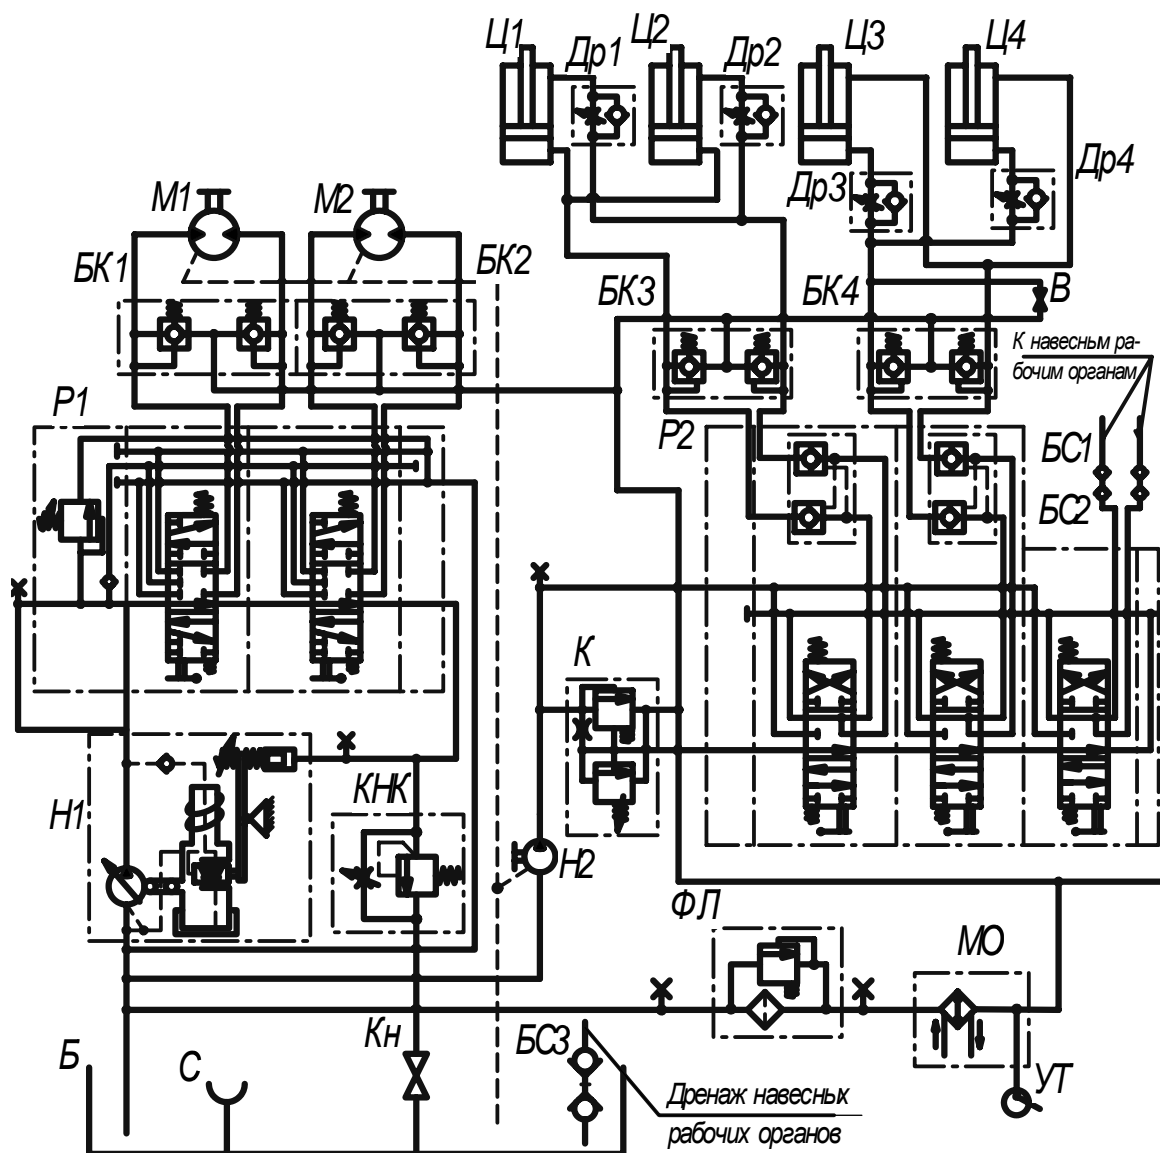 Ц1
Др1
Ц2
Др2
Ц3
Ц4
М1
М2
Др3
Др4
БК1
БК2
БК3
БК4
В
К навесным ра-
бочим органам
Р1
Р2
БС1
БС2
К
Н1
КНК
Н2
ФЛ
МО
Кн
БС3
Б
С
УТ
Дренаж навесных
рабочих органов